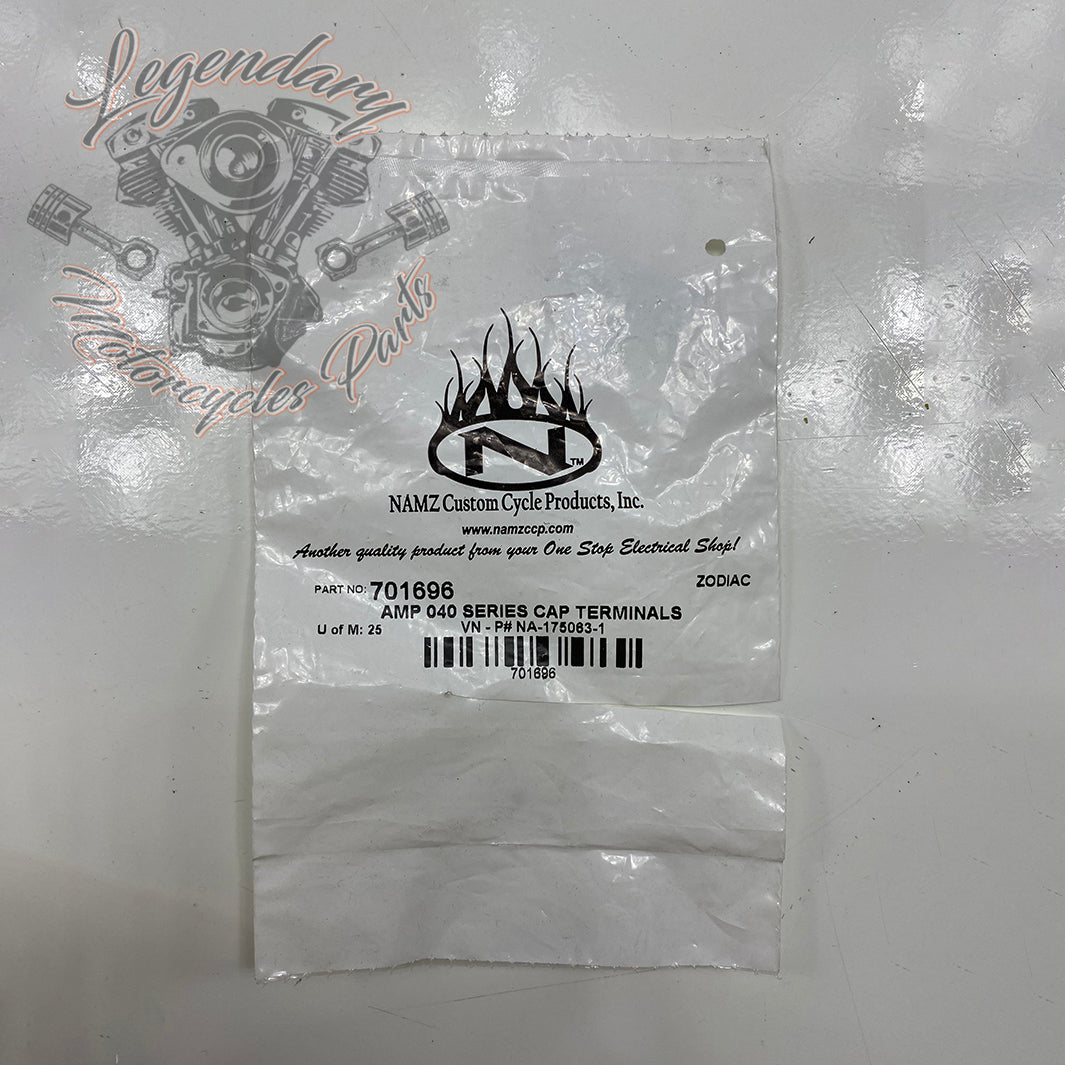 Legendary
Motorcycles Parts
N™
NAMZ Custom Cycle Products, Inc.
www.namzccp.com
Another quality product from your One Stop Electrical Shop!
PART NO: 701696 ZODIAC
AMP 040 SERIES CAP TERMINALS
U of M: 25 VN - P# NA-175063-1
701696